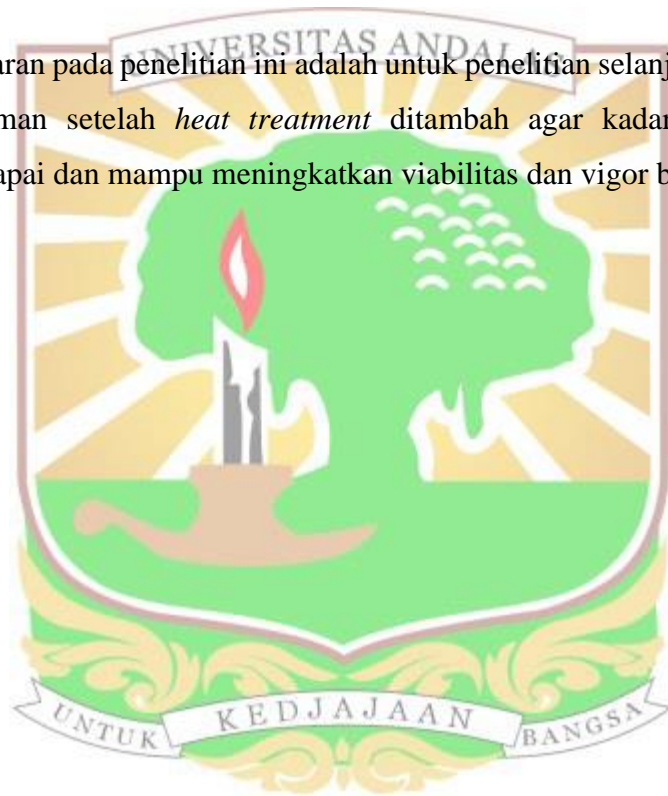 UNIVERSITAS ANDALAS
aran pada penelitian ini adalah untuk penelitian selanj
man setelah heat treatment ditambah agar kadar
apai dan mampu meningkatkan viabilitas dan vigor b
UNTUK KEDJAJAAN BANGSA